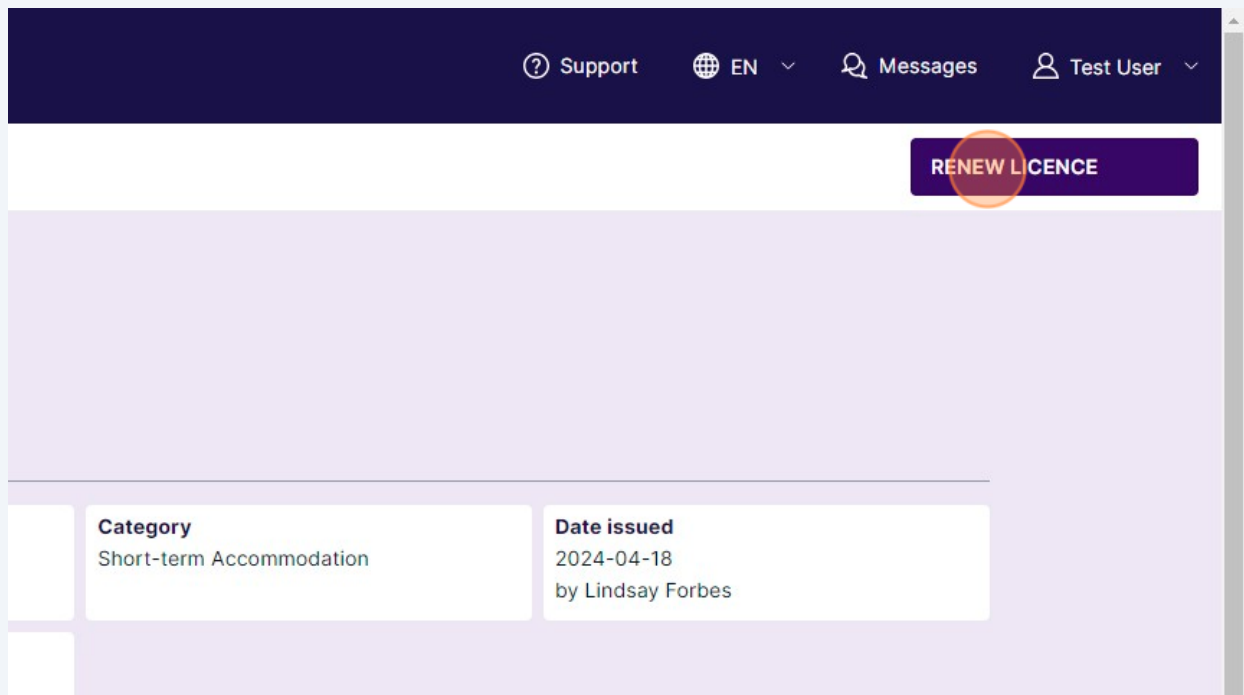 Support EN Messages Test User
RENEW LICENCE
Category
Short-term Accommodation
Date issued
2024-04-18
by Lindsay Forbes